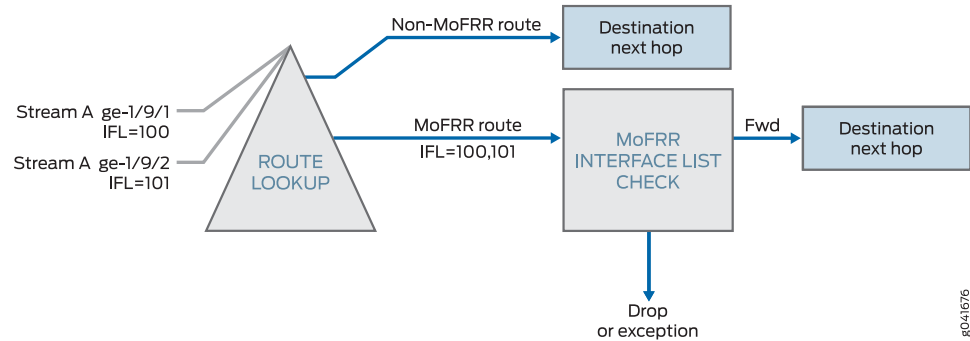 Non-MoFRR route
Destination
next hop
Stream A ge-1/9/1
IFL=100
Stream A ge-1/9/2
IFL=101
ROUTE
LOOKUP
MoFRR route
IFL=100,101
MoFRR
INTERFACE LIST
CHECK
Fwd
Destination
next hop
Drop
or exception
g041676